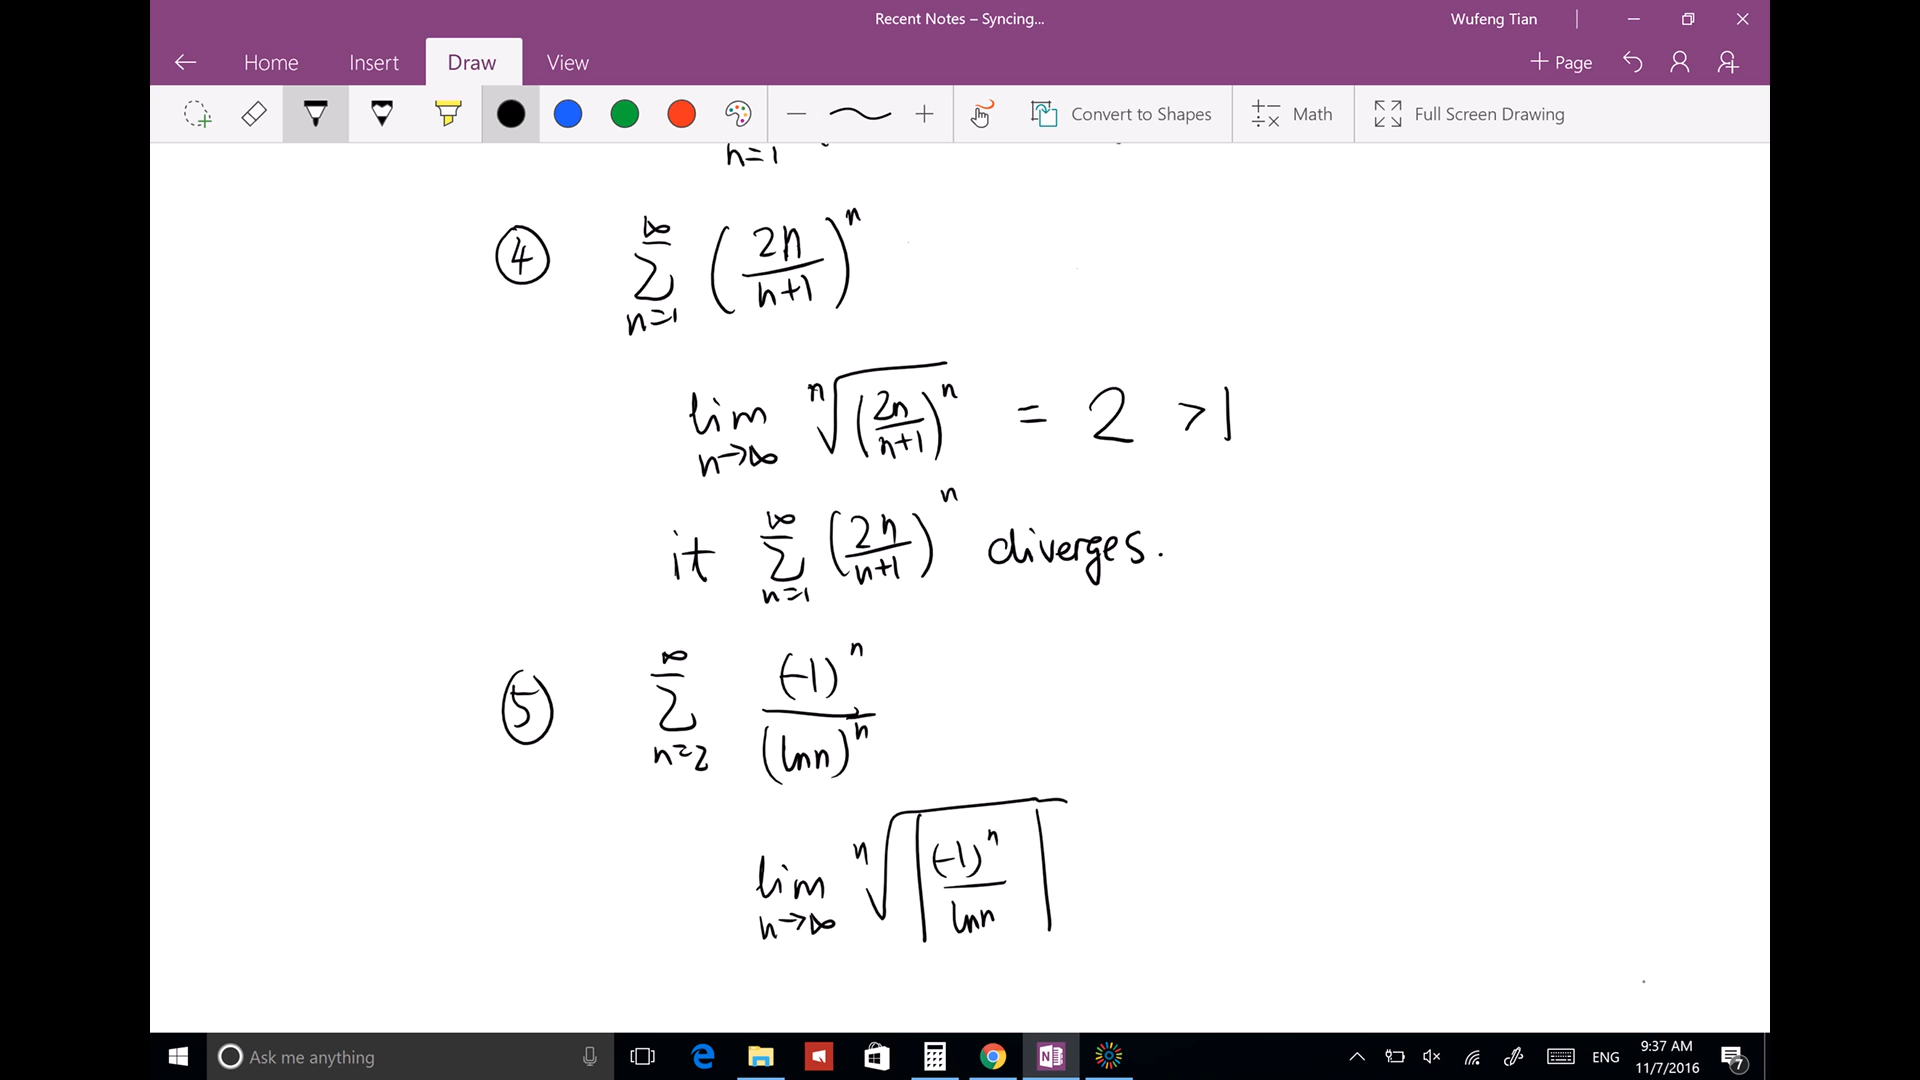 Recent Notes – Syncing...
Wufeng Tian
Home Insert Draw View
Page
Convert to Shapes Math Full Screen Drawing
n=1
④ ∑_{n=1}^{∞} (2n/(n+1))^n
lim_{n→∞} ⁿ√((2n/(n+1))^n) = 2 >1
it ∑_{n=1}^{∞} (2n/(n+1))^n diverges.
⑤ ∑_{n=2}^{∞} (-1)^n/(ln n)^n
lim_{n→∞} ⁿ√|(-1)^n/ln n|
Ask me anything
ENG
9:37 AM
11/7/2016
7